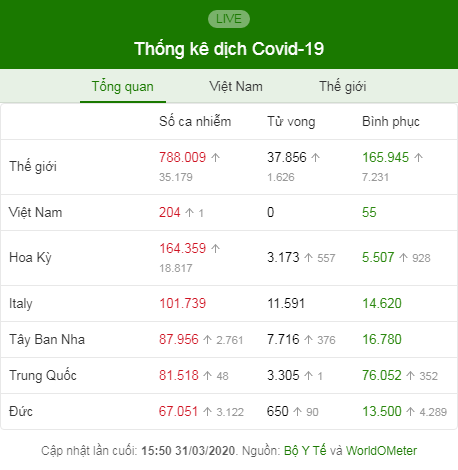 LIVE
Thống kê dịch Covid-19
Tổng quan Việt Nam Thế giới
Số ca nhiễm Tử vong Bình phục
Thế giới 788.009 ↑ 35.179 37.856 ↑ 1.626 165.945 ↑ 7.231
Việt Nam 204 ↑ 1 0 55
Hoa Kỳ 164.359 ↑ 18.817 3.173 ↑ 557 5.507 ↑ 928
Italy 101.739 11.591 14.620
Tây Ban Nha 87.956 ↑ 2.761 7.716 ↑ 376 16.780
Trung Quốc 81.518 ↑ 48 3.305 ↑ 1 76.052 ↑ 352
Đức 67.051 ↑ 3.122 650 ↑ 90 13.500 ↑ 4.289
Cập nhật lần cuối: 15:50 31/03/2020. Nguồn: Bộ Y Tế và WorldOMeter